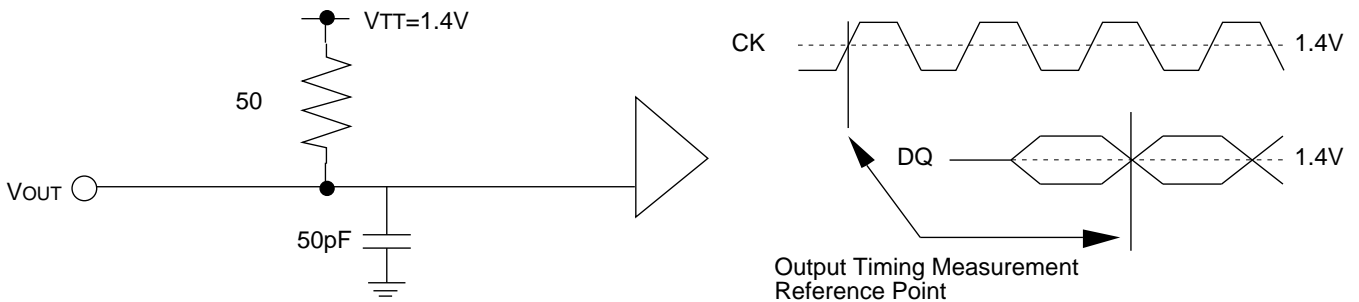 VTT=1.4V
50
VOUT
50pF
CK
1.4V
DQ
1.4V
Output Timing Measurement
Reference Point